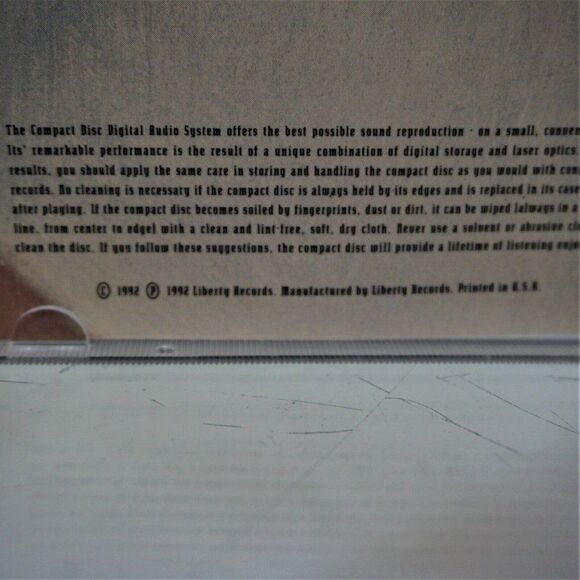 The Compact Disc Digital Audio System offers the best possible sound reproduction - on a small, conven
Its' remarkable performance is the result of a unique combination of digital storage and laser optics.
results, you should apply the same care in storing and handling the compact disc as you would with con
records. No cleaning is necessary if the compact disc is always held by its edges and is replaced in its case
after playing. If the compact disc becomes soiled by fingerprints, dust or dirt, it can be wiped (always in a
line, from center to edge) with a clean and lint-free, soft, dry cloth. Never use a solvent or abrasive cle
clean the disc. If you follow these suggestions, the compact disc will provide a lifetime of listening enjo
Ⓒ 1992 Ⓟ 1992 Liberty Records. Manufactured by Liberty Records. Printed in U.S.A.